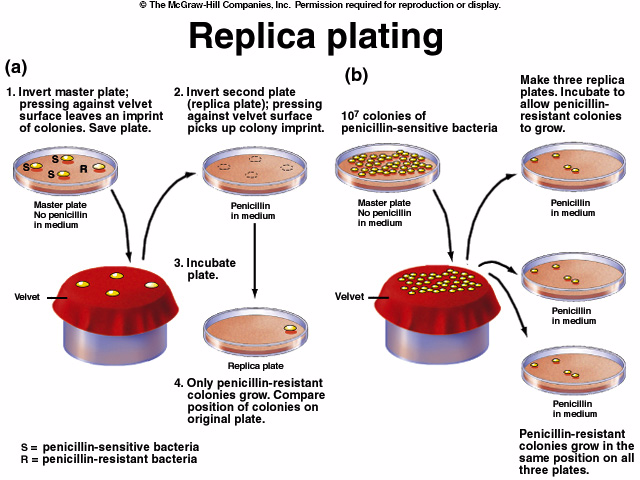 © The McGraw-Hill Companies, Inc. Permission required for reproduction or display.
Replica plating
(a)
1. Invert master plate;
pressing against velvet
surface leaves an imprint
of colonies. Save plate.
S
S
S
R
Master plate
No penicillin
in medium
2. Invert second plate
(replica plate); pressing
against velvet surface
picks up colony imprint.
Penicillin
in medium
Velvet
3. Incubate
plate.
Replica plate
4. Only penicillin-resistant
colonies grow. Compare
position of colonies on
original plate.
S = penicillin-sensitive bacteria
R = penicillin-resistant bacteria
(b)
10⁷ colonies of
penicillin-sensitive bacteria
Master plate
No penicillin
in medium
Velvet
Make three replica
plates. Incubate to
allow penicillin-
resistant colonies
to grow.
Penicillin
in medium
Penicillin
in medium
Penicillin
in medium
Penicillin-resistant
colonies grow in the
same position on all
three plates.